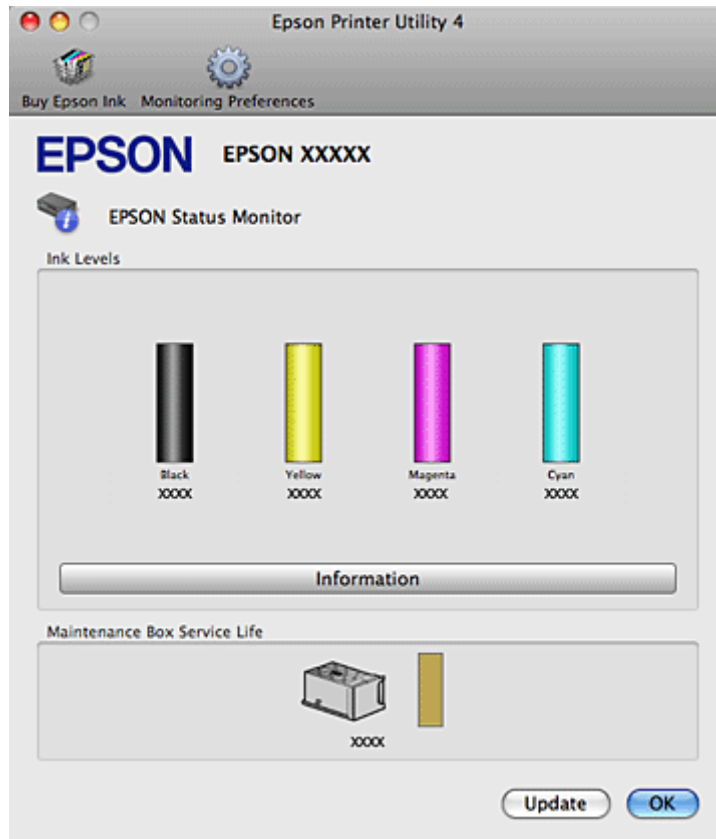 Epson Printer Utility 4
Buy Epson Ink Monitoring Preferences
EPSON EPSON XXXXX
EPSON Status Monitor
Ink Levels
Black Yellow Magenta Cyan
XXXX XXXX XXXX XXXX
Information
Maintenance Box Service Life
XXXX
Update OK